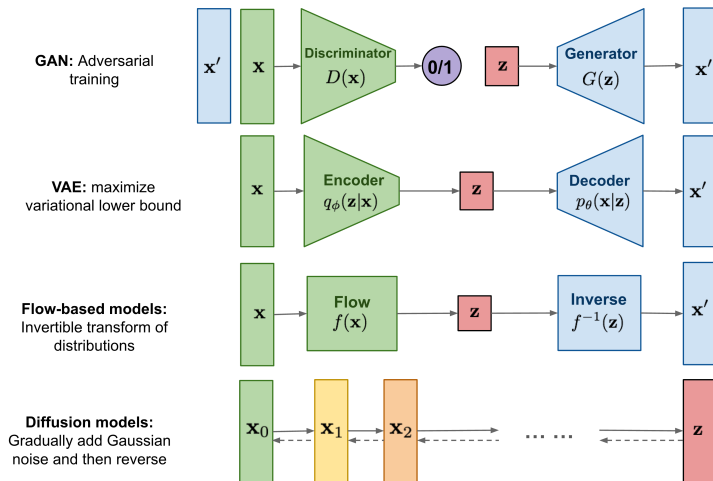 GAN: Adversarial
training
x′
x
Discriminator
D(x)
0/1
z
Generator
G(z)
x′
VAE: maximize
variational lower bound
x
Encoder
qϕ(z|x)
z
Decoder
pθ(x|z)
x′
Flow-based models:
Invertible transform of
distributions
x
Flow
f(x)
z
Inverse
f⁻¹(z)
x′
Diffusion models:
Gradually add Gaussian
noise and then reverse
x₀
x₁
x₂
... ...
z